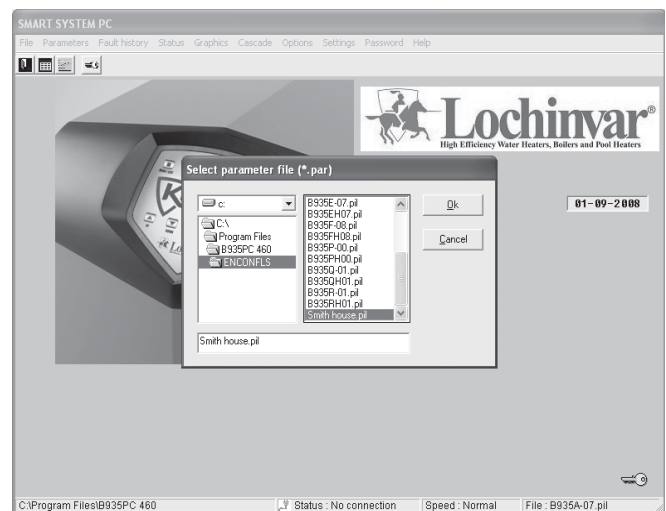 SMART SYSTEM PC
File Parameters Fault history Status Graphics Cascade Options Settings Password Help
Lochinvar®
High Efficiency Water Heaters, Boilers and Pool Heaters
01-09-2008
Select parameter file (*.par)
c:
C:\
Program Files
B935PC 460
ENCONFLS
B935E-07.pil
B935EH07.pil
B935F-08.pil
B935FH08.pil
B935P-00.pil
B935PH00.pil
B935Q-01.pil
B935QH01.pil
B935R-01.pil
B935RH01.pil
Smith house.pil
Ok
Cancel
Smith house.pil
C:\Program Files\B935PC 460
Status : No connection
Speed : Normal
File : B935A-07.pil